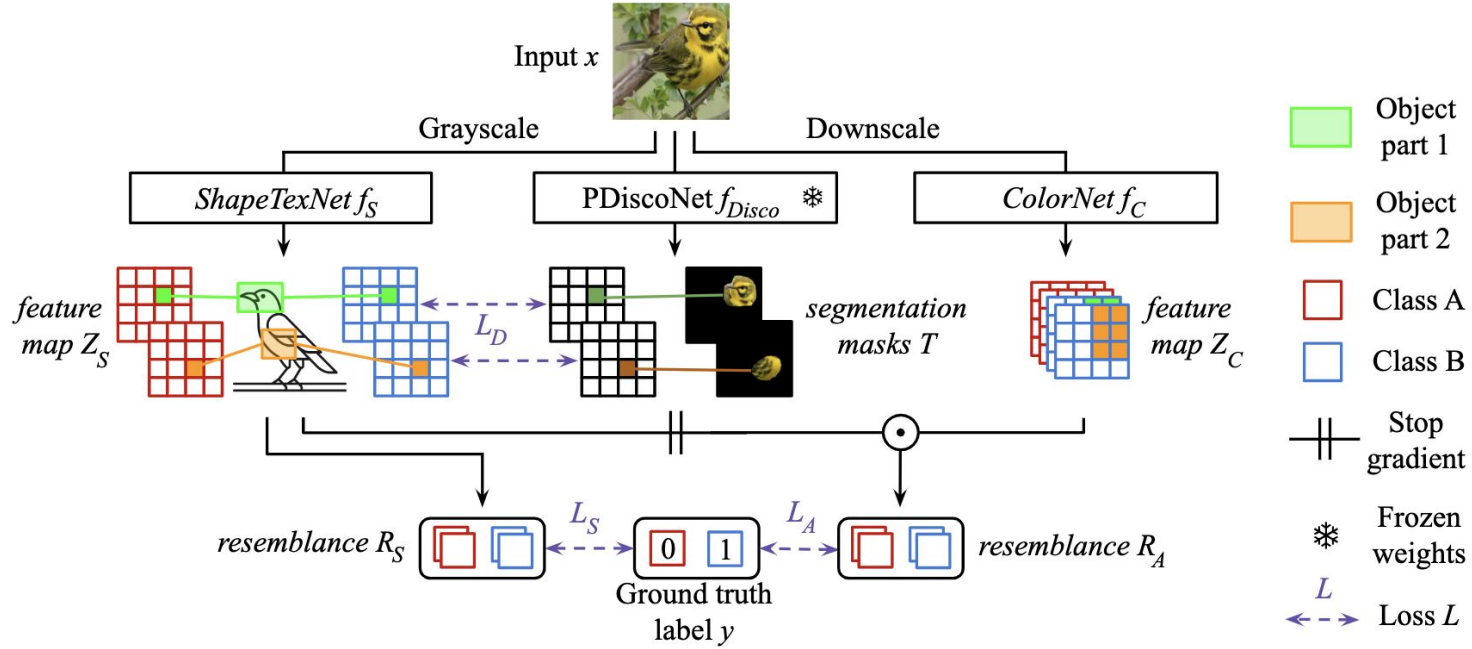 Input x
Grayscale
Downscale
ShapeTexNet f_S
PDiscoNet f_Disco
ColorNet f_C
feature
map Z_S
L_D
segmentation
masks T
feature
map Z_C
resemblance R_S
L_S
0 1
L_A
resemblance R_A
Ground truth
label y
Object
part 1
Object
part 2
Class A
Class B
Stop
gradient
Frozen
weights
L
Loss L